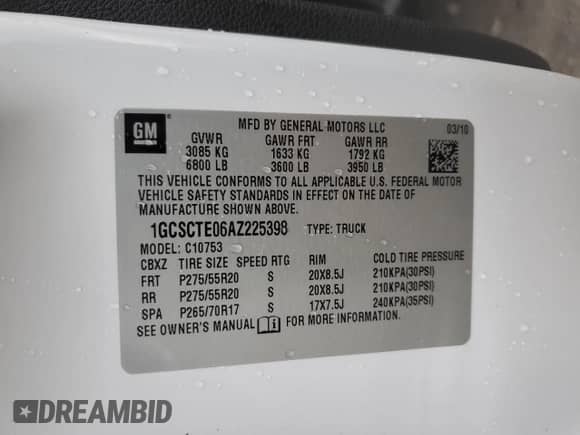 GM
MFD BY GENERAL MOTORS LLC 03/10
GVWR GAWR FRT GAWR RR
3085 KG 1633 KG 1792 KG
6800 LB 3600 LB 3950 LB
THIS VEHICLE CONFORMS TO ALL APPLICABLE U.S. FEDERAL MOTOR
VEHICLE SAFETY STANDARDS IN EFFECT ON THE DATE OF
MANUFACTURE SHOWN ABOVE.
1GCSCTE06AZ225398 TYPE: TRUCK
MODEL: C10753
CBXZ TIRE SIZE SPEED RTG RIM COLD TIRE PRESSURE
FRT P275/55R20 S 20X8.5J 210KPA(30PSI)
RR P275/55R20 S 20X8.5J 210KPA(30PSI)
SPA P265/70R17 S 17X7.5J 240KPA(35PSI)
SEE OWNER'S MANUAL FOR MORE INFORMATION.
DREAMBID